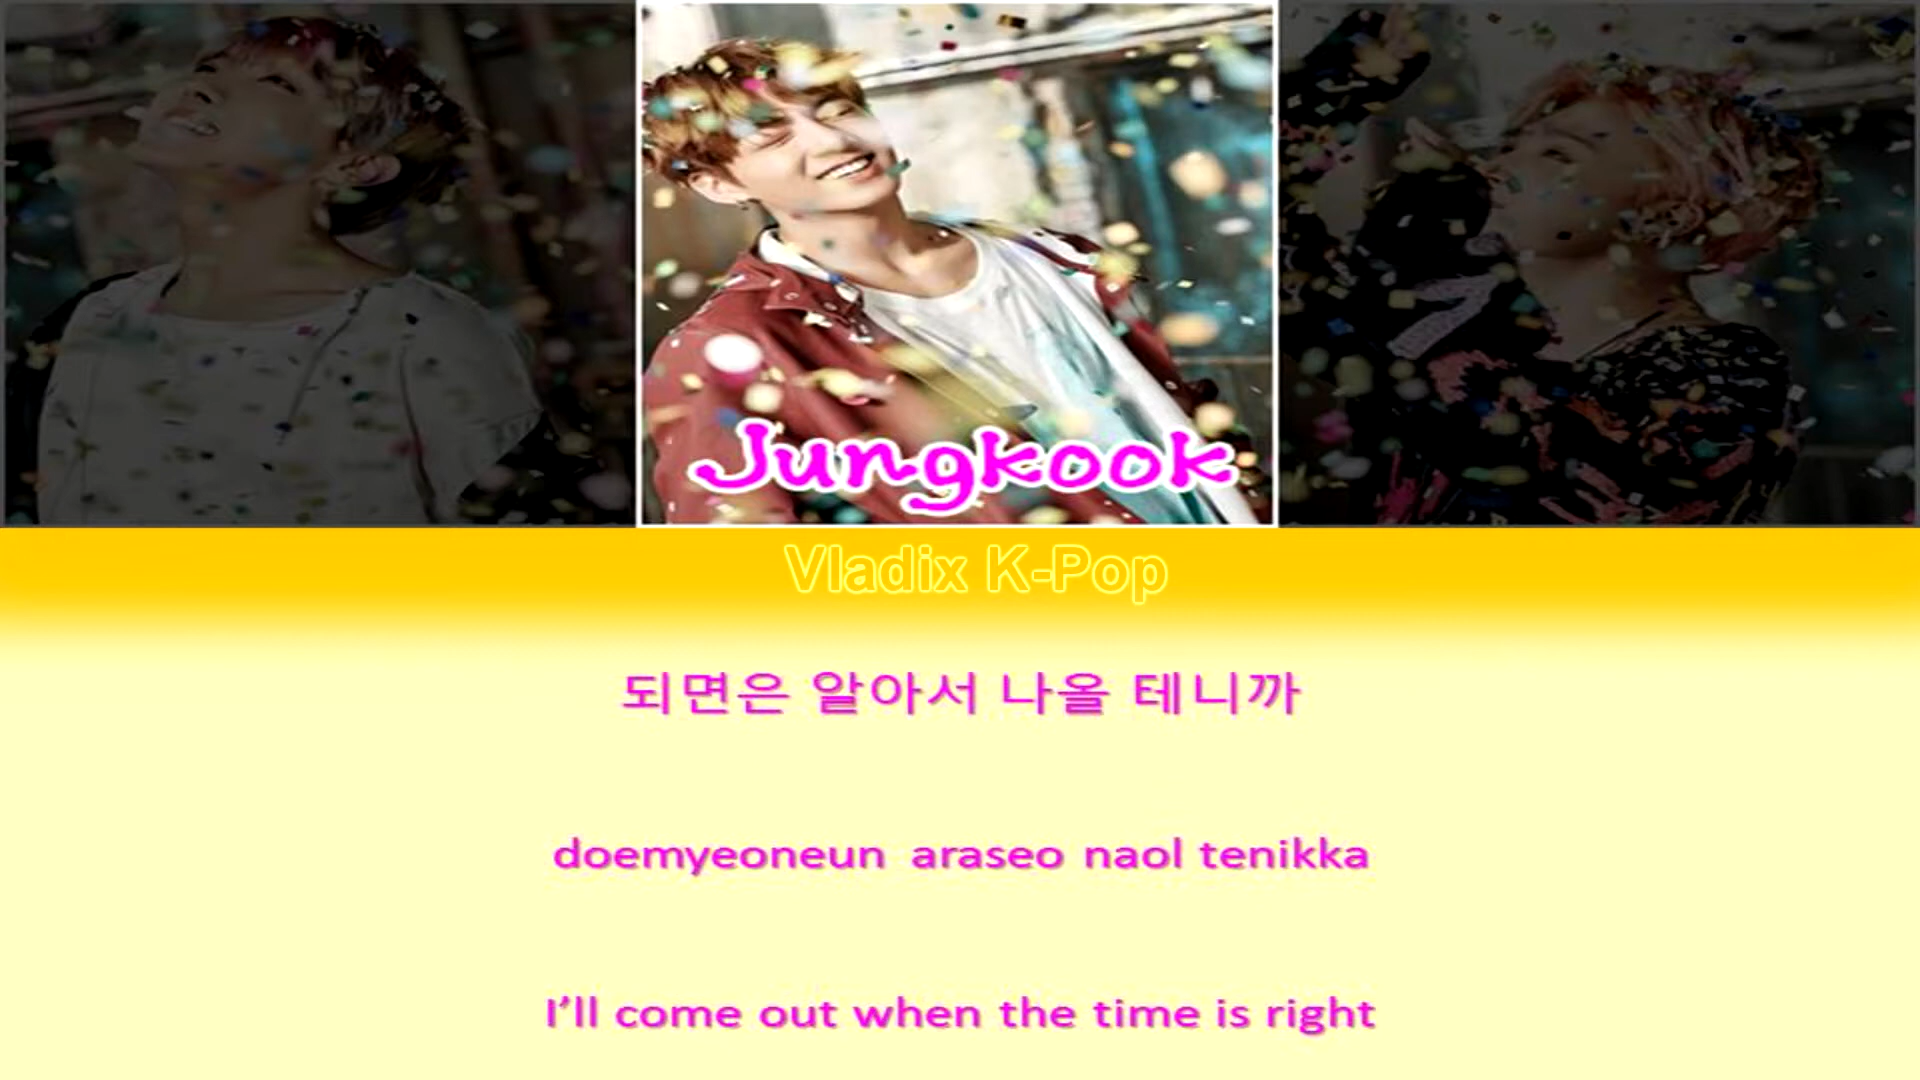 Jungkook
Vladix K-Pop
되면은 알아서 나올 테니까
doemyeoneun araseo naol tenikka
I’ll come out when the time is right